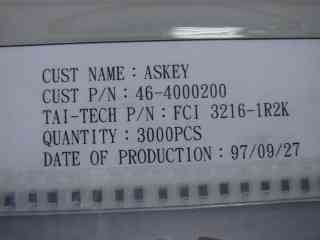 CUST NAME：ASKEY
CUST P/N：46-4000200
TAI-TECH P/N：FCI 3216-1R2K
QUANTITY：3000PCS
DATE OF PRODUCTION：97/09/27